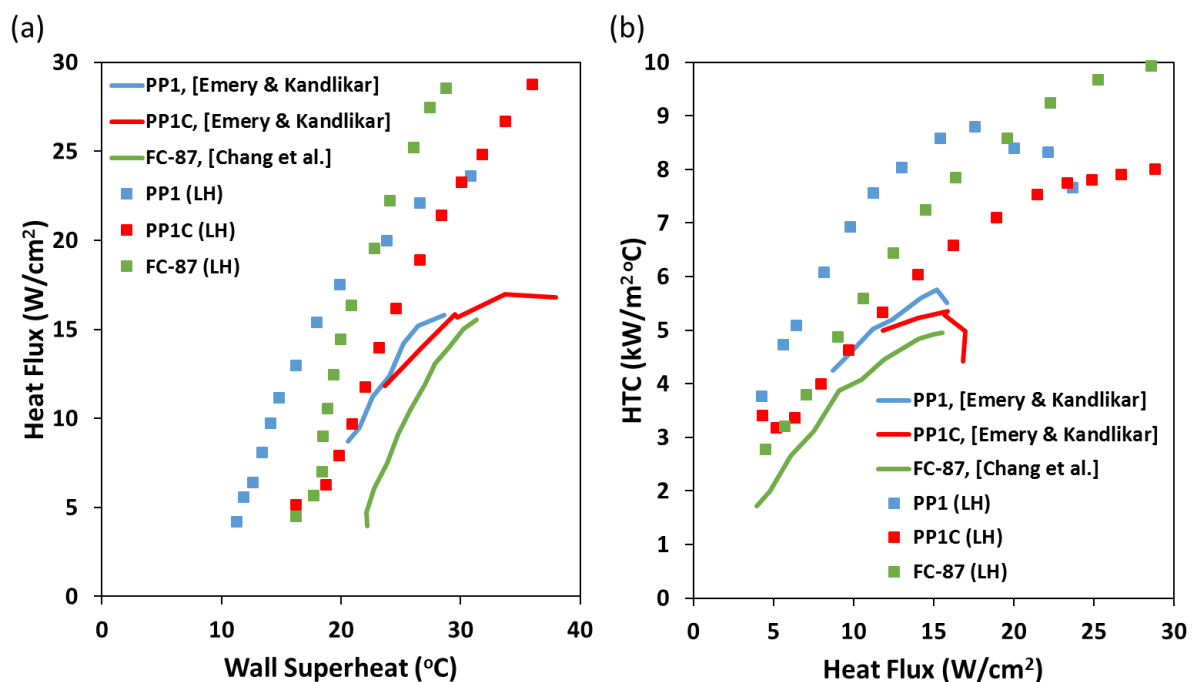 (a)
30
25
20
15
10
5
0
Heat Flux (W/cm²)
PP1, [Emery & Kandlikar]
PP1C, [Emery & Kandlikar]
FC-87, [Chang et al.]
PP1 (LH)
PP1C (LH)
FC-87 (LH)
0 10 20 30 40
Wall Superheat (°C)
(b)
10
9
8
7
6
5
4
3
2
1
0
HTC (kW/m² °C)
PP1, [Emery & Kandlikar]
PP1C, [Emery & Kandlikar]
FC-87, [Chang et al.]
PP1 (LH)
PP1C (LH)
FC-87 (LH)
0 5 10 15 20 25 30
Heat Flux (W/cm²)